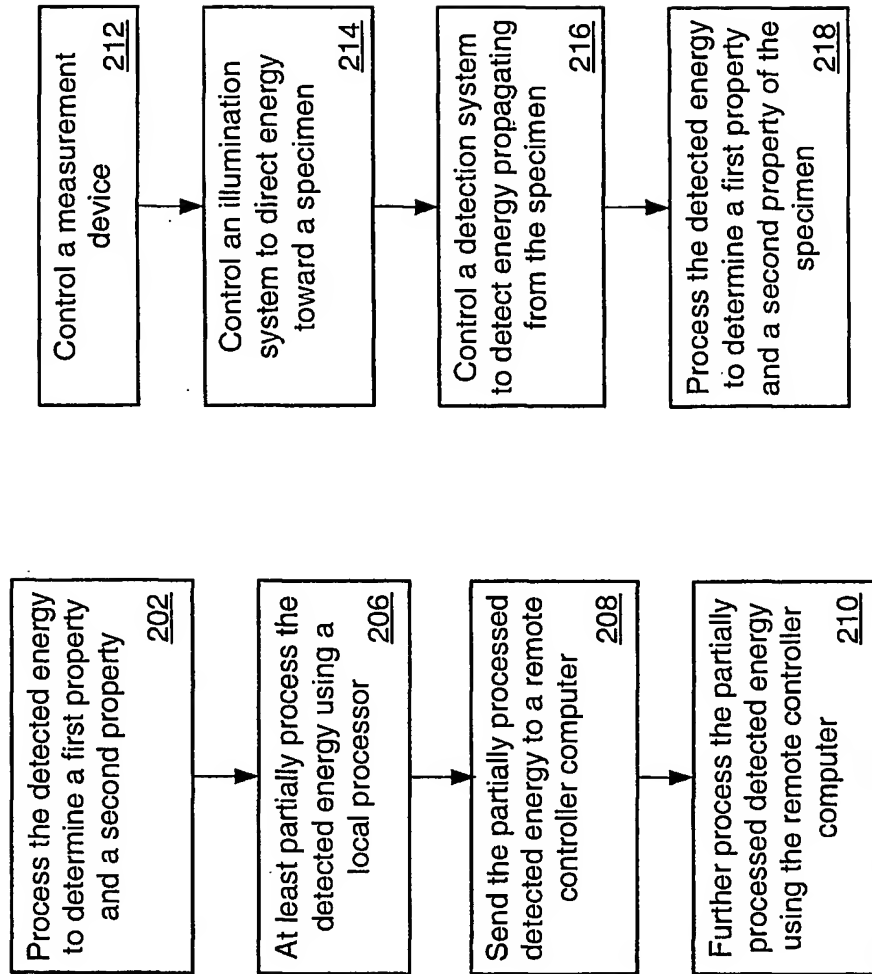 Control a measurement
device
212
Control an illumination
system to direct energy
toward a specimen
214
Control a detection system
to detect energy propagating
from the specimen
216
Process the detected energy
to determine a first property
and a second property of the
specimen
218
Process the detected energy
to determine a first property
and a second property
202
At least partially process the
detected energy using a
local processor
206
Send the partially processed
detected energy to a remote
controller computer
208
Further process the partially
processed detected energy
using the remote controller
computer
210